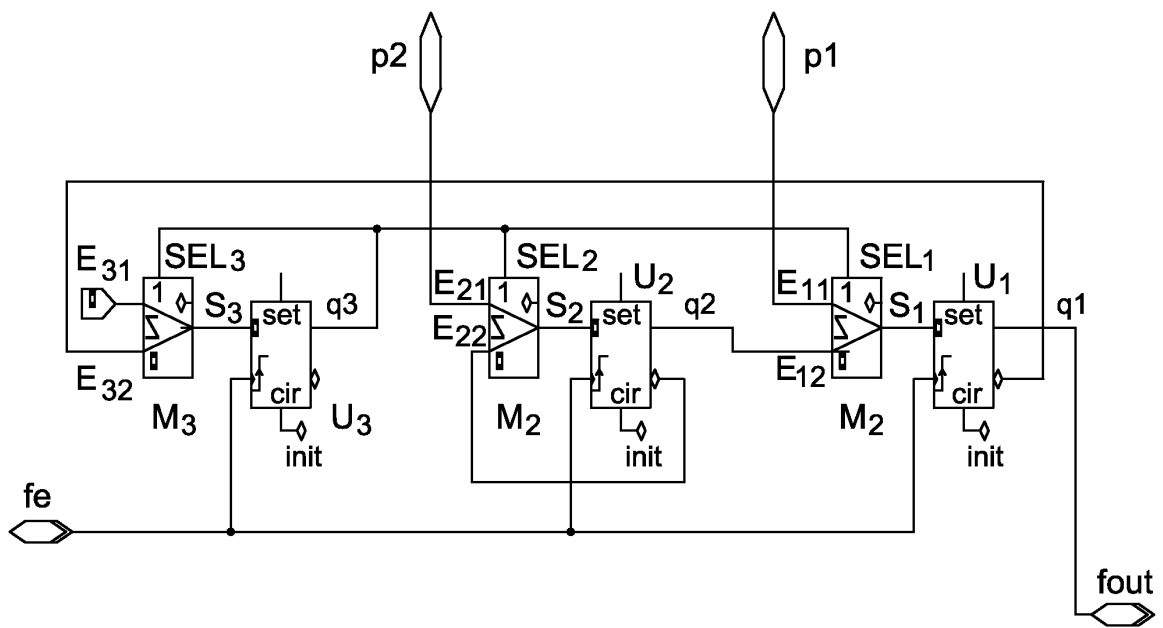 p2
p1
E31
SEL3
1
S3
set
q3
E32
cir
M3
U3
init
E21
SEL2
1
E22
S2
U2
set
q2
cir
M2
init
E11
SEL1
1
E12
S1
U1
set
q1
cir
M2
init
fe
fout